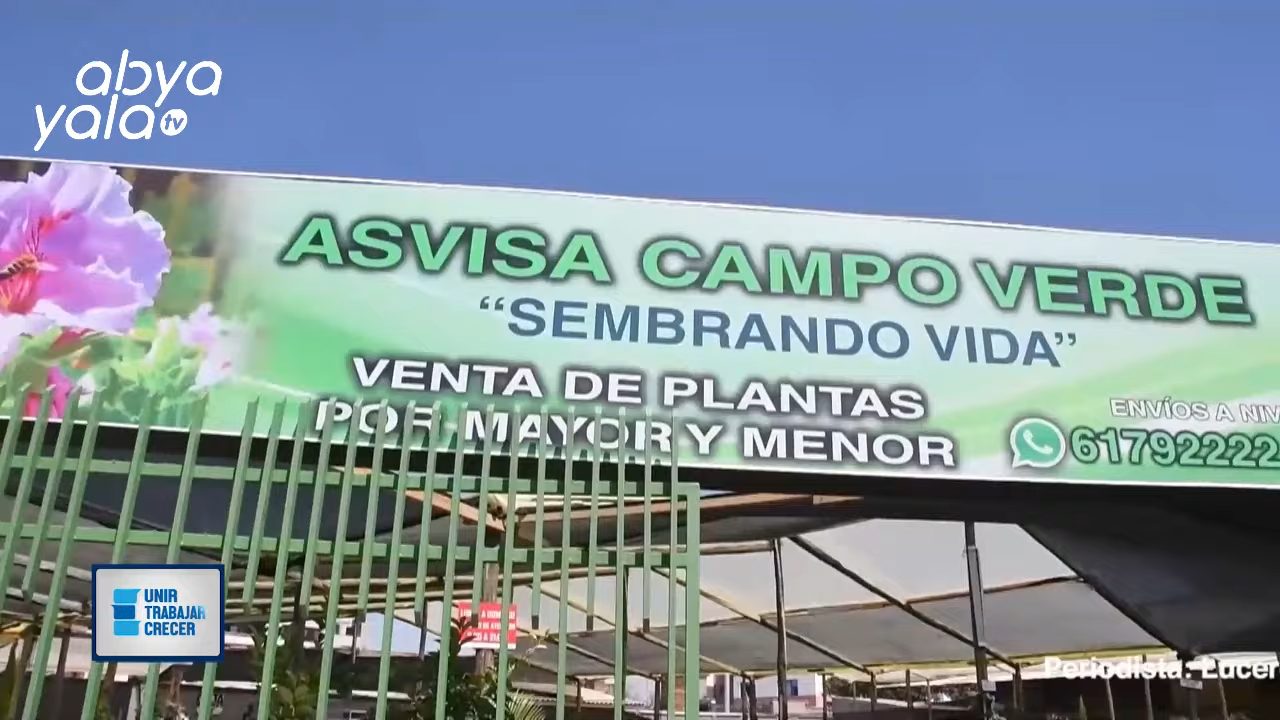 abya
yala tv
ASVISA CAMPO VERDE
“SEMBRANDO VIDA”
VENTA DE PLANTAS
POR MAYOR Y MENOR
ENVÍOS A NIV
61792222
UNIR
TRABAJAR
CRECER
Periodista: Lucer